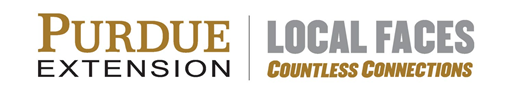 PURDUE
EXTENSION
LOCAL FACES
COUNTLESS CONNECTIONS